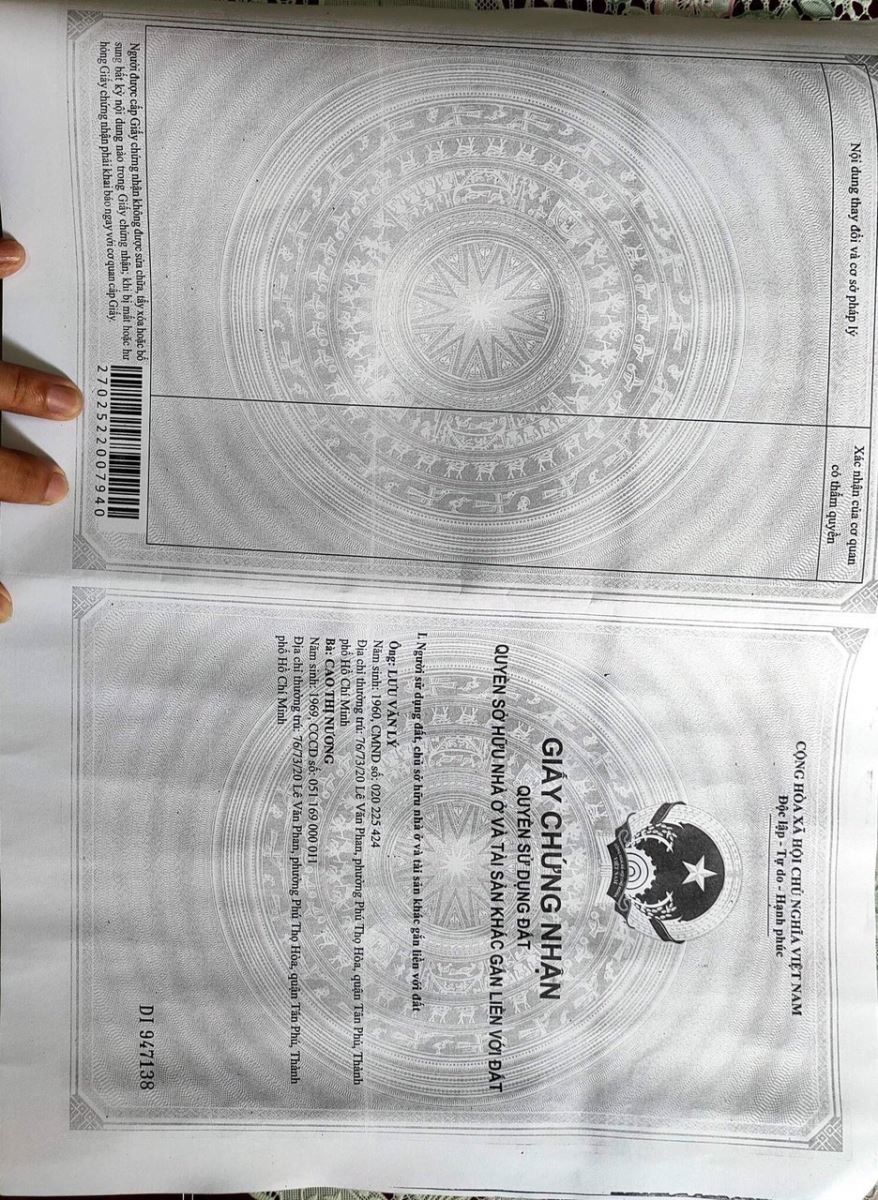 Nội dung thay đổi và cơ sở pháp lý
Xác nhận của cơ quan
có thẩm quyền
Người được cấp Giấy chứng nhận không được sửa chữa, tẩy xóa hoặc bổ
sung bất kỳ nội dung nào trong Giấy chứng nhận; khi bị mất hoặc hư
hỏng Giấy chứng nhận phải khai báo ngay với cơ quan cấp Giấy.
2702522007940
CỘNG HÒA XÃ HỘI CHỦ NGHĨA VIỆT NAM
Độc lập - Tự do - Hạnh phúc
GIẤY CHỨNG NHẬN
QUYỀN SỬ DỤNG ĐẤT
QUYỀN SỞ HỮU NHÀ Ở VÀ TÀI SẢN KHÁC GẮN LIỀN VỚI ĐẤT
I. Người sử dụng đất, chủ sở hữu nhà ở và tài sản khác gắn liền với đất
Ông: LƯU VĂN LÝ
Năm sinh: 1960, CMND số: 020 225 424
Địa chỉ thường trú: 76/73/20 Lê Văn Phan, phường Phú Thọ Hòa, quận Tân Phú, Thành
phố Hồ Chí Minh
Bà: CAO THỊ NƯƠNG
Năm sinh: 1969, CCCD số: 051 169 000 011
Địa chỉ thường trú: 76/73/20 Lê Văn Phan, phường Phú Thọ Hòa, quận Tân Phú, Thành
phố Hồ Chí Minh
DI 947138